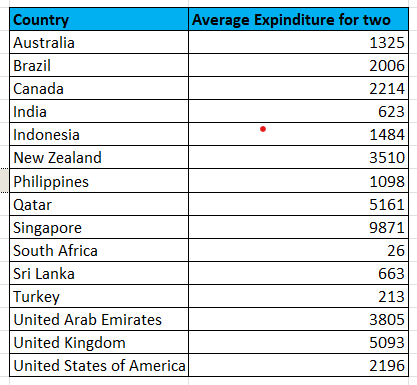 Country Average Expinditure for two
Australia 1325
Brazil 2006
Canada 2214
India 623
Indonesia 1484
New Zealand 3510
Philippines 1098
Qatar 5161
Singapore 9871
South Africa 26
Sri Lanka 663
Turkey 213
United Arab Emirates 3805
United Kingdom 5093
United States of America 2196